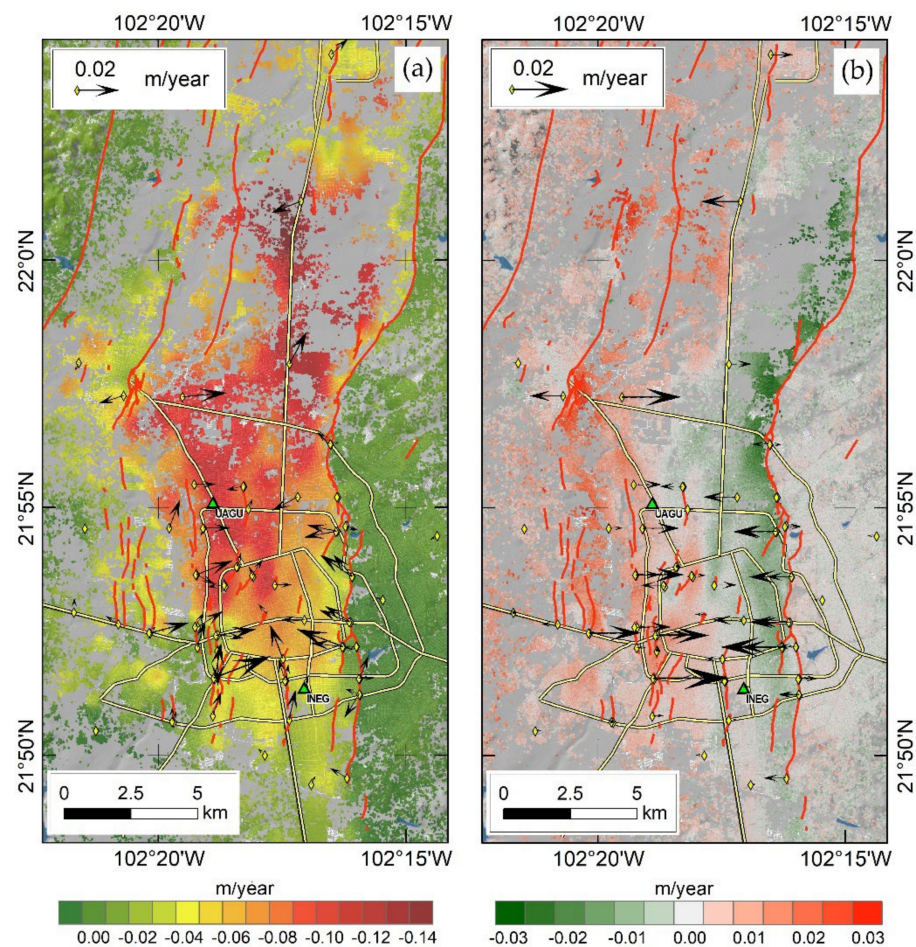 102°20'W 102°15'W 102°20'W 102°15'W
0.02 m/year (a) 0.02 m/year (b)
22°0'N 22°0'N
UAGU UAGU
21°55'N 21°55'N
INEG INEG
21°50'N 21°50'N
0 2.5 5 0 2.5 5
km km
102°20'W 102°15'W 102°20'W 102°15'W
m/year m/year
0.00 -0.02 -0.04 -0.06 -0.08 -0.10 -0.12 -0.14 -0.03 -0.02 -0.01 0.00 0.01 0.02 0.03